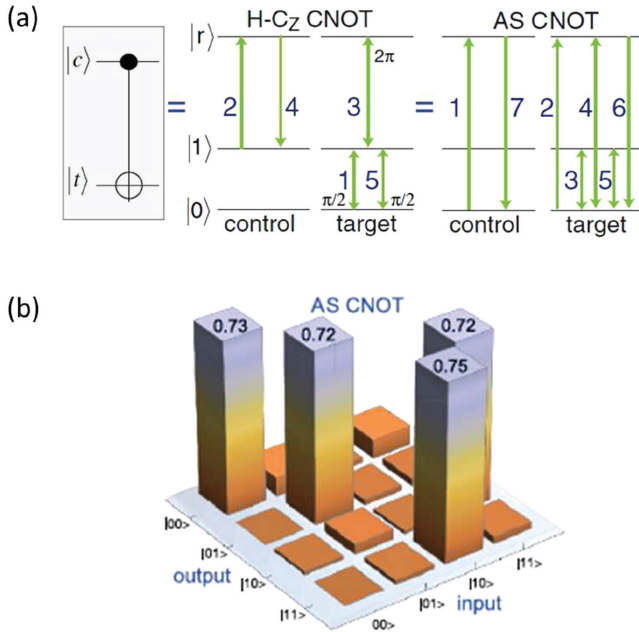 (a)
H-CZ CNOT
AS CNOT
|c⟩
|t⟩
=
|r⟩
|1⟩
|0⟩
2
4
3
2π
1
5
π/2
π/2
control
target
=
1
7
2
4
6
3
5
control
target
(b)
AS CNOT
0.73
0.72
0.72
0.75
|00>
|01>
|10>
|11>
output
00>
|01>
|10>
|11>
input